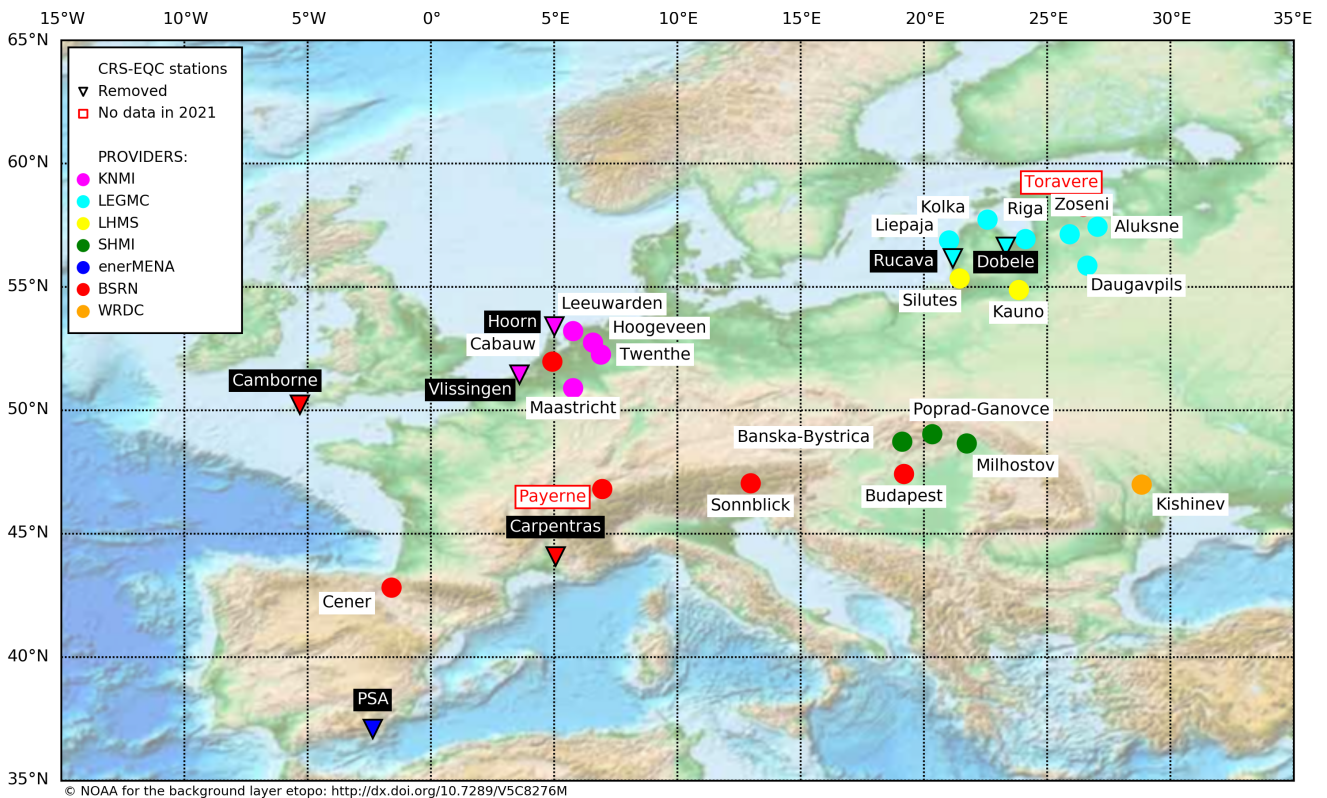 15°W 10°W 5°W 0° 5°E 10°E 15°E 20°E 25°E 30°E 35°E
65°N
CRS-EQC stations
Removed
No data in 2021
PROVIDERS:
KNMI
LEGMC
LHMS
SHMI
enerMENA
BSRN
WRDC
60°N
Toravere
Kolka
Riga
Zoseni
Liepaja
Aluksne
Rucava
Dobele
55°N
Daugavpils
Silutes
Kauno
Leeuwarden
Hoorn
Hoogeveen
Cabauw
Twenthe
Camborne
Vlissingen
50°N
Maastricht
Poprad-Ganovce
Banska-Bystrica
Milhostov
Payerne
Sonnblick
Budapest
Kishinev
Carpentras
45°N
Cener
40°N
PSA
35°N
© NOAA for the background layer etopo: http://dx.doi.org/10.7289/V5C8276M